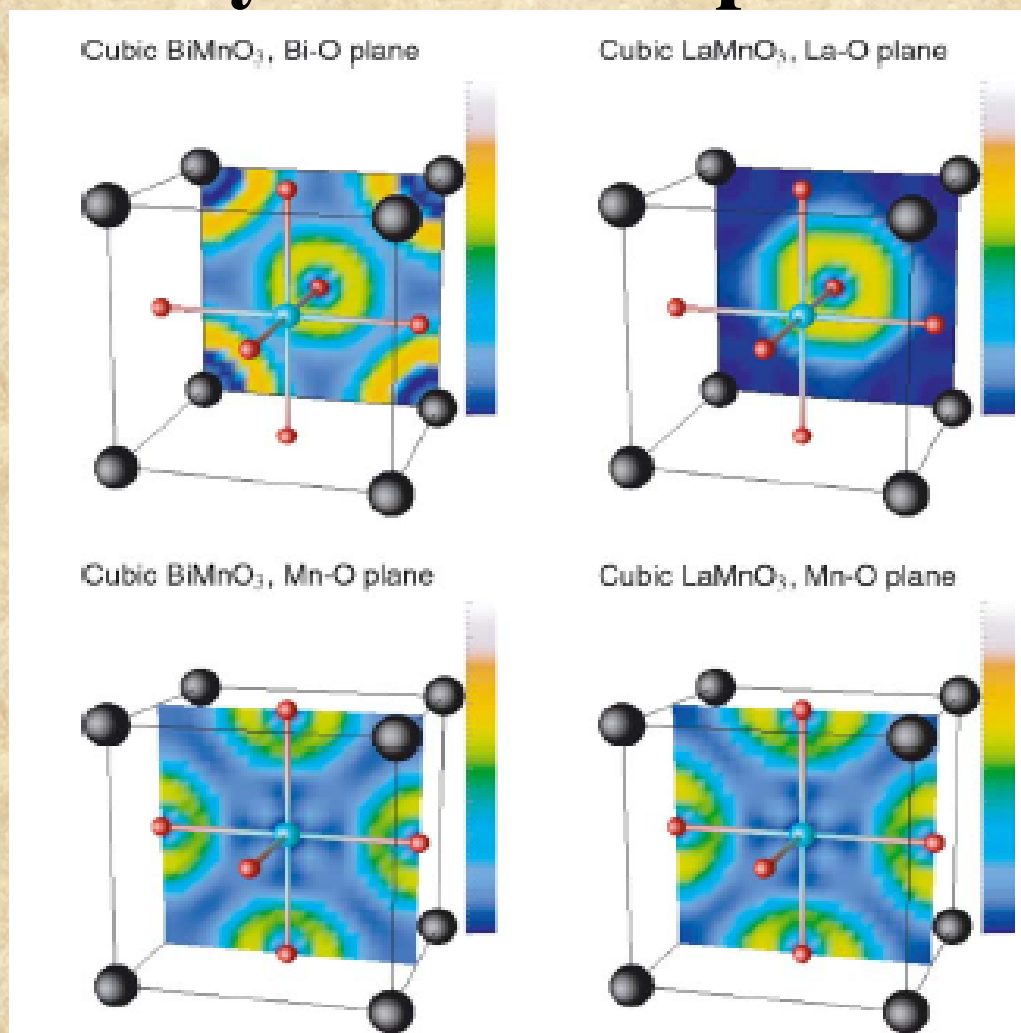 Cubic BiMnO₃, Bi-O plane
Cubic LaMnO₃, La-O plane
Cubic BiMnO₃, Mn-O plane
Cubic LaMnO₃, Mn-O plane